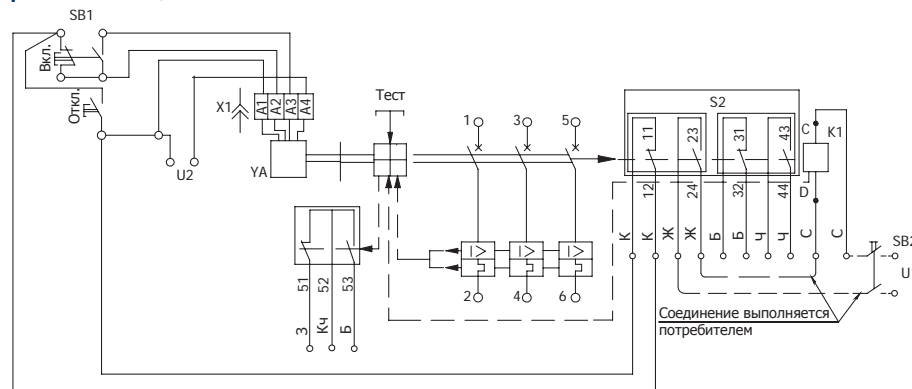 SB1
Вкл.
Откл.
X1
A1
A2
A3
A4
U2
YA
Тест
1
3
5
S2
11
23
31
43
C
K1
12
24
32
44
D
К
К
Ж
Ж
Б
Б
Ч
Ч
С
С
SB2
U
I>
I>
I>
2
4
6
51
52
53
З
Кч
Б
Соединение выполняется
потребителем